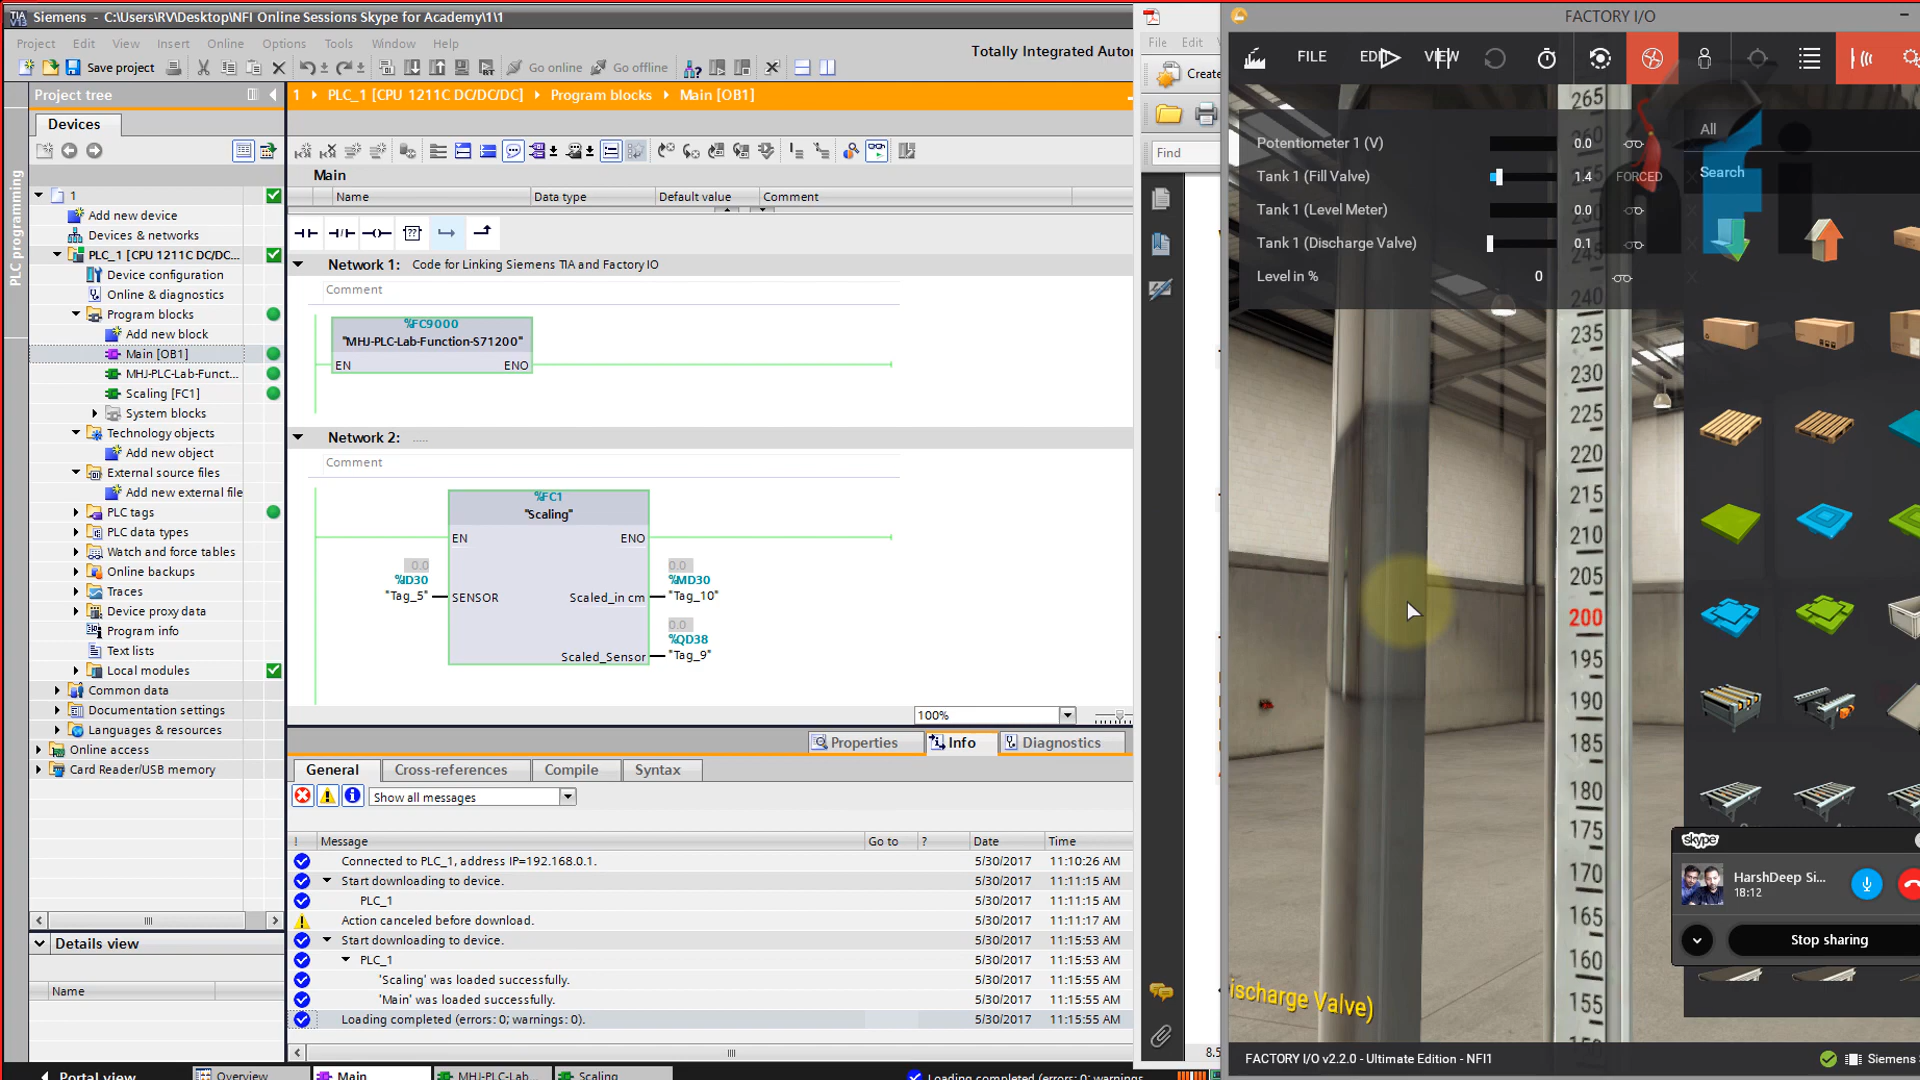 Siemens - C:\Users\RV\Desktop\NFI Online Sessions Skype for Academy\1\1
Project Edit View Insert Online Options Tools Window Help
Totally Integrated Autor
Save project
Go online
Go offline
Project tree
1 PLC_1 [CPU 1211C DC/DC/DC] Program blocks Main [OB1]
Devices
PLC programming
1
Add new device
Devices & networks
PLC_1 [CPU 1211C DC/DC...
Device configuration
Online & diagnostics
Program blocks
Add new block
Main [OB1]
MHJ-PLC-Lab-Funct...
Scaling [FC1]
System blocks
Technology objects
Add new object
External source files
Add new external file
PLC tags
PLC data types
Watch and force tables
Online backups
Traces
Device proxy data
Program info
Text lists
Local modules
Common data
Documentation settings
Languages & resources
Online access
Card Reader/USB memory
Details view
Name
Portal view
Main
Name Data type Default value Comment
Network 1: Code for Linking Siemens TIA and Factory IO
Comment
%FC9000
"MHJ-PLC-Lab-Function-S71200"
EN ENO
Network 2: .....
Comment
%FC1
"Scaling"
EN ENO
0.0
%ID30
"Tag_5"
SENSOR
Scaled_in cm
0.0
%MD30
"Tag_10"
0.0
%QD38
Scaled_Sensor
"Tag_9"
100%
Properties Info Diagnostics
General Cross-references Compile Syntax
Show all messages
! Message Go to ? Date Time
Connected to PLC_1, address IP=192.168.0.1. 5/30/2017 11:10:26 AM
Start downloading to device. 5/30/2017 11:11:15 AM
PLC_1 5/30/2017 11:11:15 AM
Action canceled before download. 5/30/2017 11:11:17 AM
Start downloading to device. 5/30/2017 11:15:53 AM
PLC_1 5/30/2017 11:15:53 AM
'Scaling' was loaded successfully. 5/30/2017 11:15:55 AM
'Main' was loaded successfully. 5/30/2017 11:15:55 AM
Loading completed (errors: 0; warnings: 0). 5/30/2017 11:15:55 AM
Overview Main MHJ-PLC-Lab... Scaling
Loading completed (errors: 0; warnings
File Edit
Create
Find
8.5
FACTORY I/O
FILE EDIT VIEW
Potentiometer 1 (V) 0.0
Tank 1 (Fill Valve) 1.4 FORCED
Tank 1 (Level Meter) 0.0
Tank 1 (Discharge Valve) 0.1
Level in % 0
All
Search
nfi
265
260
240
235
230
225
220
215
210
205
200
195
190
185
180
175
170
165
160
155
ischarge Valve)
skype
HarshDeep Si...
18:12
Stop sharing
FACTORY I/O v2.2.0 - Ultimate Edition - NFI1
Siemens